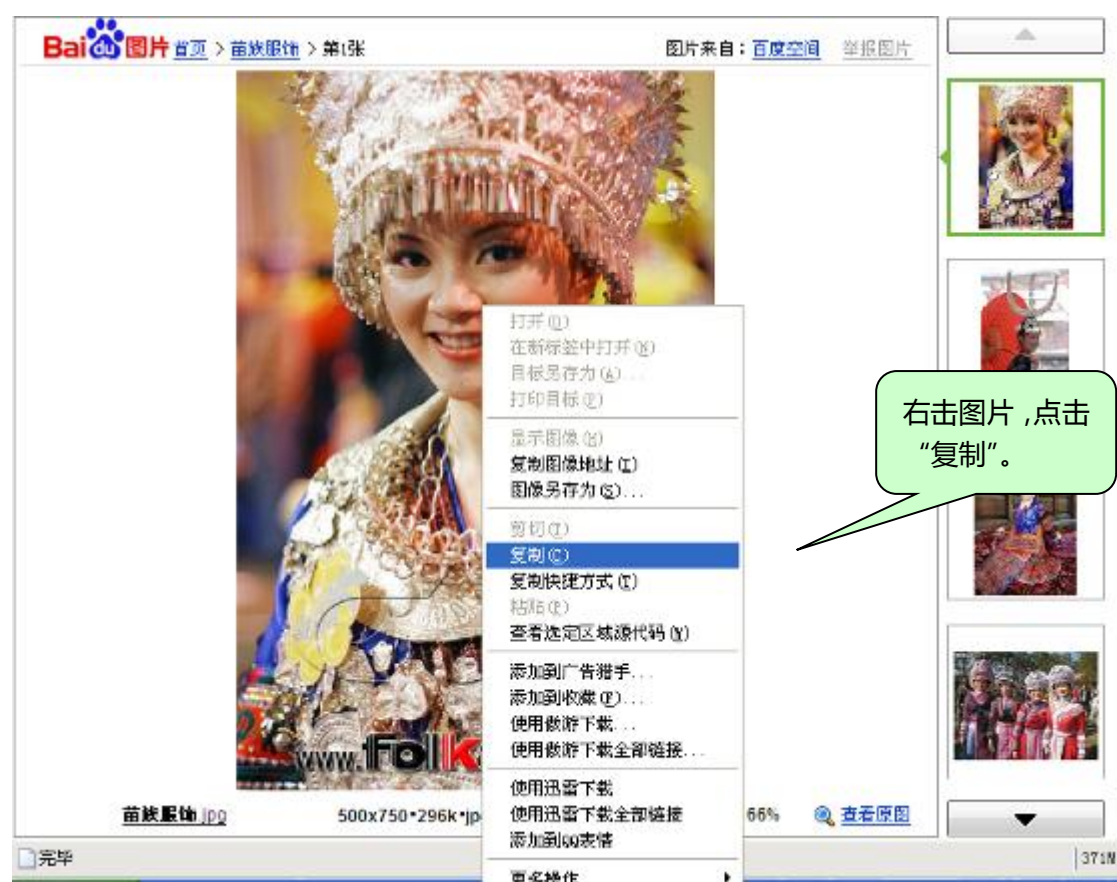 Bai du 图片 首页 > 苗族服饰 > 第1张
图片来自：百度空间 举报图片
打开(O)
在新标签中打开(N)
目标另存为(A)...
打印目标(P)
显示图像(H)
复制图像地址(I)
图像另存为(S)...
剪切(T)
复制(C)
复制快捷方式(T)
粘贴(P)
查看选定区域源代码(V)
添加到广告猎手...
添加到收藏(F)...
使用傲游下载...
使用傲游下载全部链接...
使用迅雷下载
使用迅雷下载全部链接
添加到QQ表情
更多操作
右击图片,点击
“复制”。
www.Folk
苗族服饰.jpg 500x750•296k•jp 66% 查看原图
完毕 371M